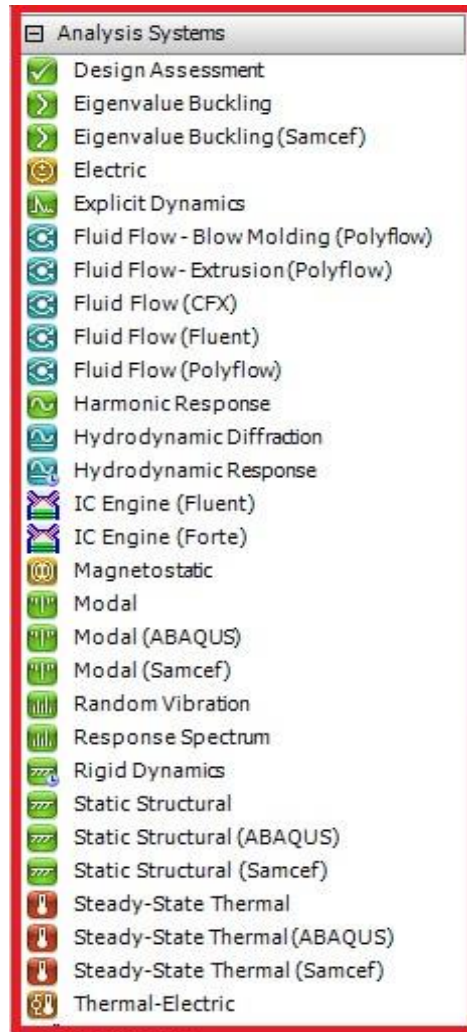 Analysis Systems
Design Assessment
Eigenvalue Buckling
Eigenvalue Buckling (Samcef)
Electric
Explicit Dynamics
Fluid Flow - Blow Molding (Polyflow)
Fluid Flow - Extrusion (Polyflow)
Fluid Flow (CFX)
Fluid Flow (Fluent)
Fluid Flow (Polyflow)
Harmonic Response
Hydrodynamic Diffraction
Hydrodynamic Response
IC Engine (Fluent)
IC Engine (Forte)
Magnetostatic
Modal
Modal (ABAQUS)
Modal (Samcef)
Random Vibration
Response Spectrum
Rigid Dynamics
Static Structural
Static Structural (ABAQUS)
Static Structural (Samcef)
Steady-State Thermal
Steady-State Thermal (ABAQUS)
Steady-State Thermal (Samcef)
Thermal-Electric